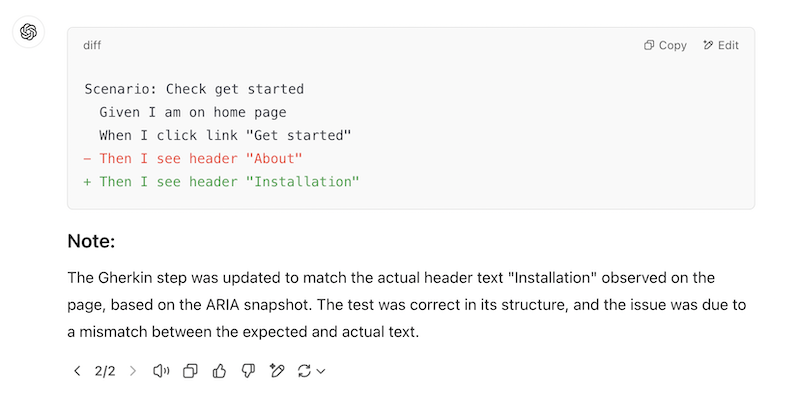 diff
Copy
Edit
Scenario: Check get started
  Given I am on home page
  When I click link "Get started"
- Then I see header "About"
+ Then I see header "Installation"
Note:
The Gherkin step was updated to match the actual header text "Installation" observed on the
page, based on the ARIA snapshot. The test was correct in its structure, and the issue was due to
a mismatch between the expected and actual text.
2/2